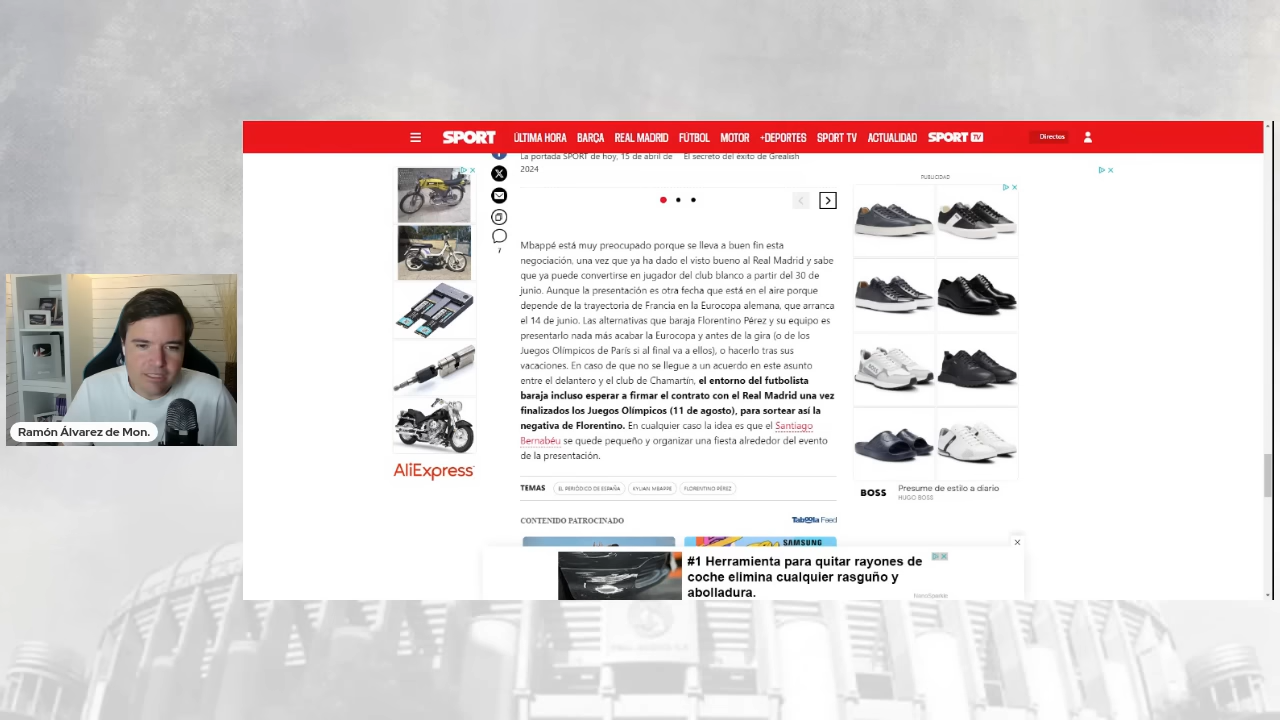 SPORT
ÚLTIMA HORA BARÇA REAL MADRID FÚTBOL MOTOR +DEPORTES SPORT TV ACTUALIDAD SPORT TV
Directos
La portada SPORT de hoy, 15 de abril de
2024
El secreto del éxito de Grealish
PUBLICIDAD
Mbappé está muy preocupado porque se lleva a buen fin esta
negociación, una vez que ya ha dado el visto bueno al Real Madrid y sabe
que ya puede convertirse en jugador del club blanco a partir del 30 de
junio. Aunque la presentación es otra fecha que está en el aire porque
depende de la trayectoria de Francia en la Eurocopa alemana, que arranca
el 14 de junio. Las alternativas que baraja Florentino Pérez y su equipo es
presentarlo nada más acabar la Eurocopa y antes de la gira (o de los
Juegos Olímpicos de París si al final va a ellos), o hacerlo tras sus
vacaciones. En caso de que no se llegue a un acuerdo en este asunto
entre el delantero y el club de Chamartín, el entorno del futbolista
baraja incluso esperar a firmar el contrato con el Real Madrid una vez
finalizados los Juegos Olímpicos (11 de agosto), para sortear así la
negativa de Florentino. En cualquier caso la idea es que el Santiago
Bernabéu se quede pequeño y organizar una fiesta alrededor del evento
de la presentación.
TEMAS EL PERIÓDICO DE ESPAÑA KYLIAN MBAPPE FLORENTINO PÉREZ
CONTENIDO PATROCINADO
Taboola Feed
SAMSUNG
AliExpress
BOSS
Presume de estilo a diario
HUGO BOSS
#1 Herramienta para quitar rayones de
coche elimina cualquier rasguño y
abolladura.
Ramón Álvarez de Mon.